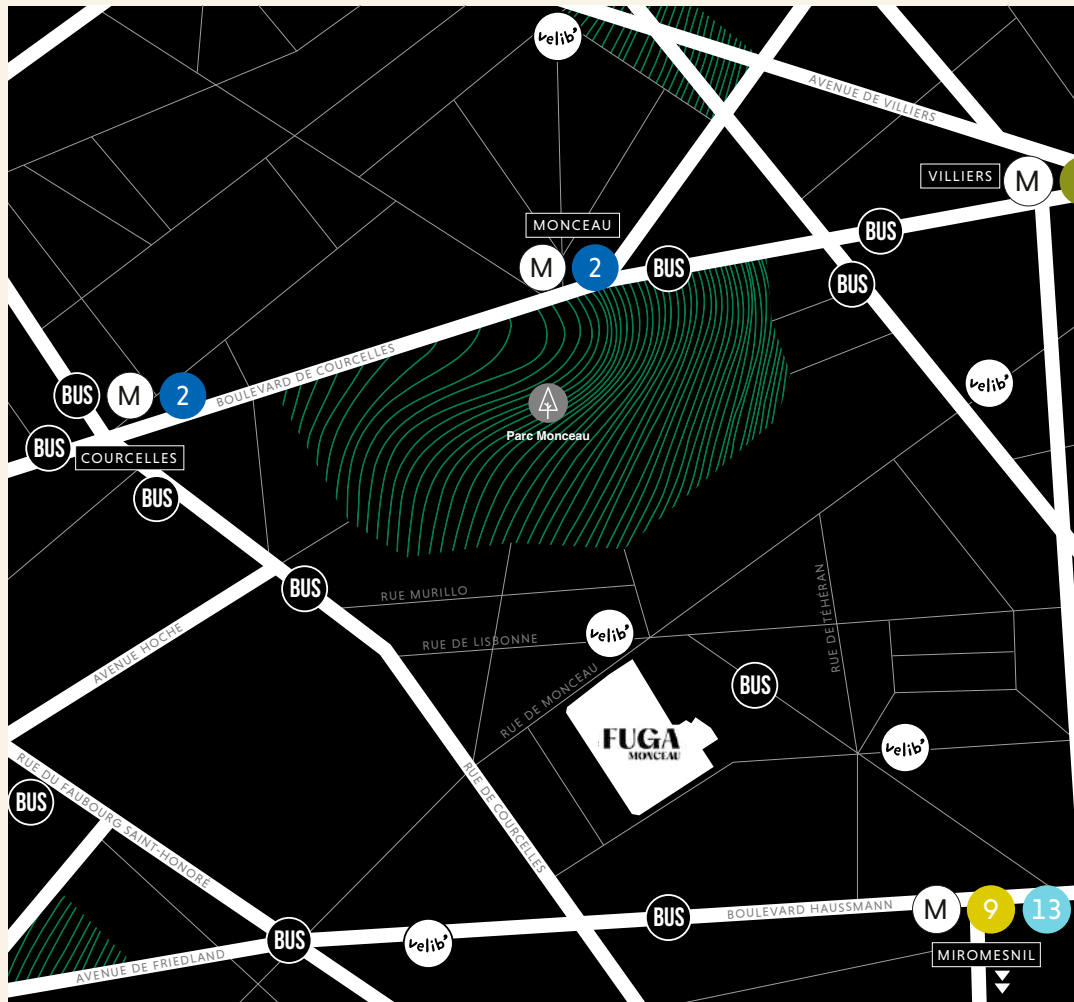 velib'
AVENUE DE VILLIERS
VILLIERS
M
MONCEAU
M
2
BUS
BUS
BUS
BUS
M
2
BOULEVARD DE COURCELLES
velib'
Parc Monceau
BUS
COURCELLES
BUS
BUS
RUE MURILLO
RUE DE TÉHÉRAN
RUE DE LISBONNE
velib'
AVENUE HOCHE
RUE DE MONCEAU
BUS
FUGA
MONCEAU
velib'
RUE DU FAUBOURG SAINT-HONORÉ
BUS
RUE DE COURCELLES
BOULEVARD HAUSSMANN
M
9
13
BUS
BUS
velib'
MIROMESNIL
AVENUE DE FRIEDLAND